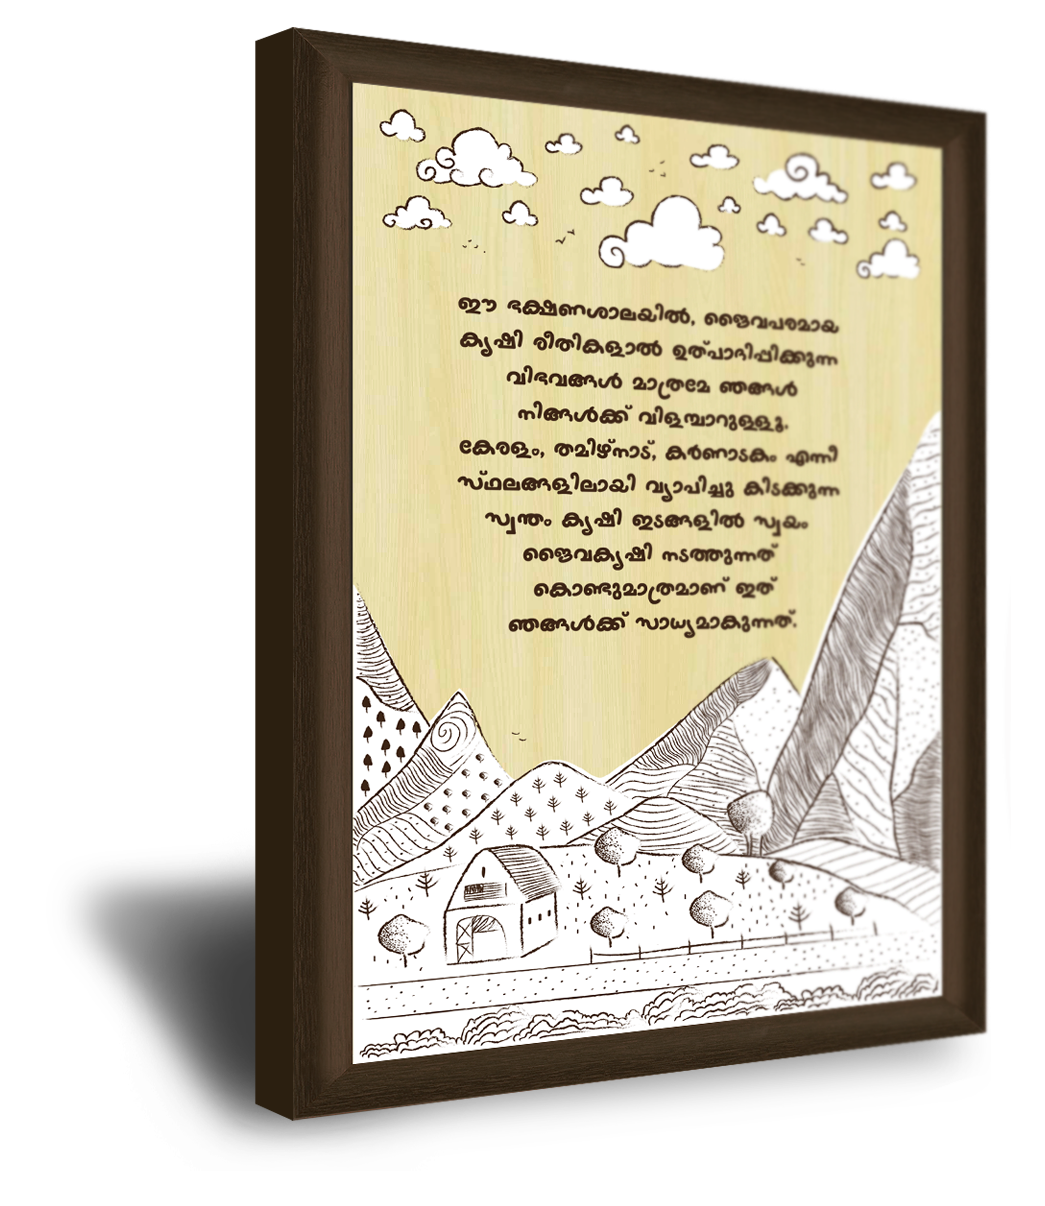 ഈ ഭക്ഷണശാലയിൽ, ജൈവപരമായ
കൃഷി രീതികളാൽ ഉത്പാദിപ്പിക്കുന്ന
വിഭവങ്ങൾ മാത്രമേ ഞങ്ങൾ
നിങ്ങൾക്ക് വിളമ്പാറുള്ളൂ.
കേരളം, തമിഴ്നാട്, കർണാടകം എന്നീ
സ്ഥലങ്ങളിലായി വ്യാപിച്ചു കിടക്കുന്ന
സ്വന്തം കൃഷി ഇടങ്ങളിൽ സ്വയം
ജൈവകൃഷി നടത്തുന്നത്
കൊണ്ടുമാത്രമാണ് ഇത്
ഞങ്ങൾക്ക് സാധ്യമാകുന്നത്.